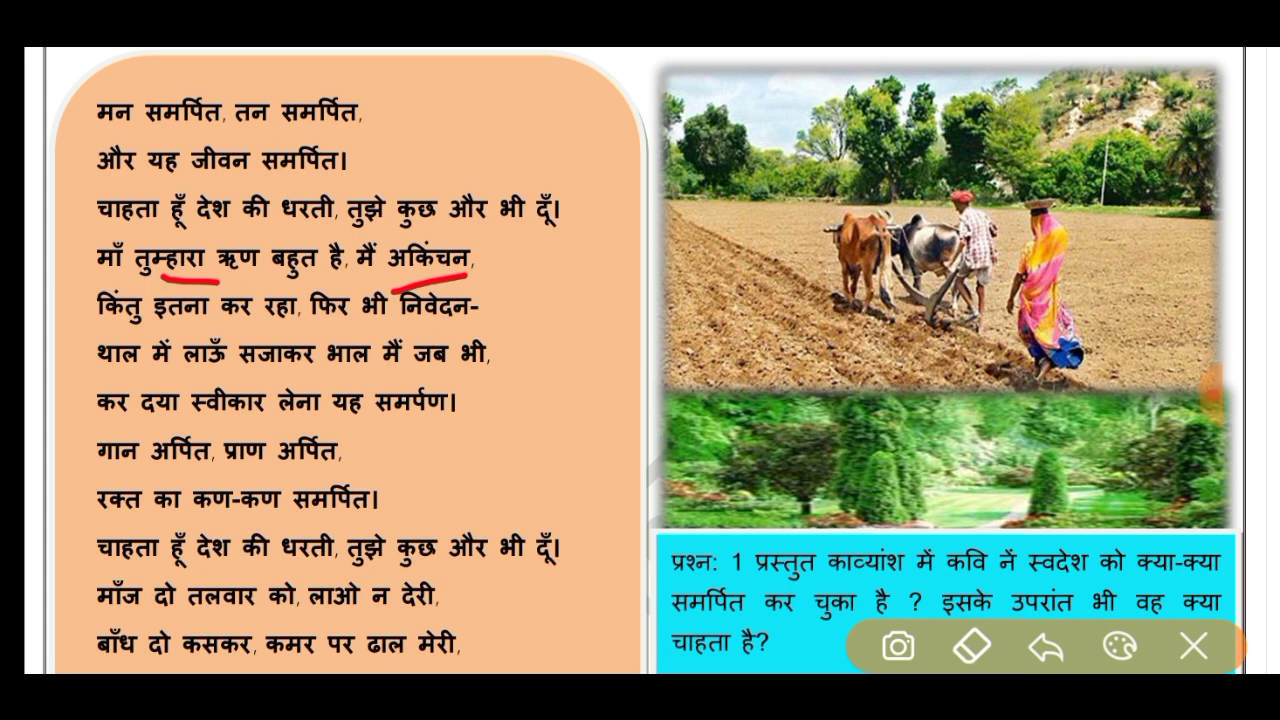 मन समर्पित, तन समर्पित,
और यह जीवन समर्पित।
चाहता हूँ देश की धरती, तुझे कुछ और भी दूँ।
माँ तुम्हारा ऋण बहुत है, मैं अकिंचन,
किंतु इतना कर रहा, फिर भी निवेदन-
थाल में लाऊँ सजाकर भाल मैं जब भी,
कर दया स्वीकार लेना यह समर्पण।
गान अर्पित, प्राण अर्पित,
रक्त का कण-कण समर्पित।
चाहता हूँ देश की धरती, तुझे कुछ और भी दूँ।
माँज दो तलवार को, लाओ न देरी,
बाँध दो कसकर, कमर पर ढाल मेरी,
प्रश्न: 1 प्रस्तुत काव्यांश में कवि नें स्वदेश को क्या-क्या
समर्पित कर चुका है ? इसके उपरांत भी वह क्या
चाहता है?